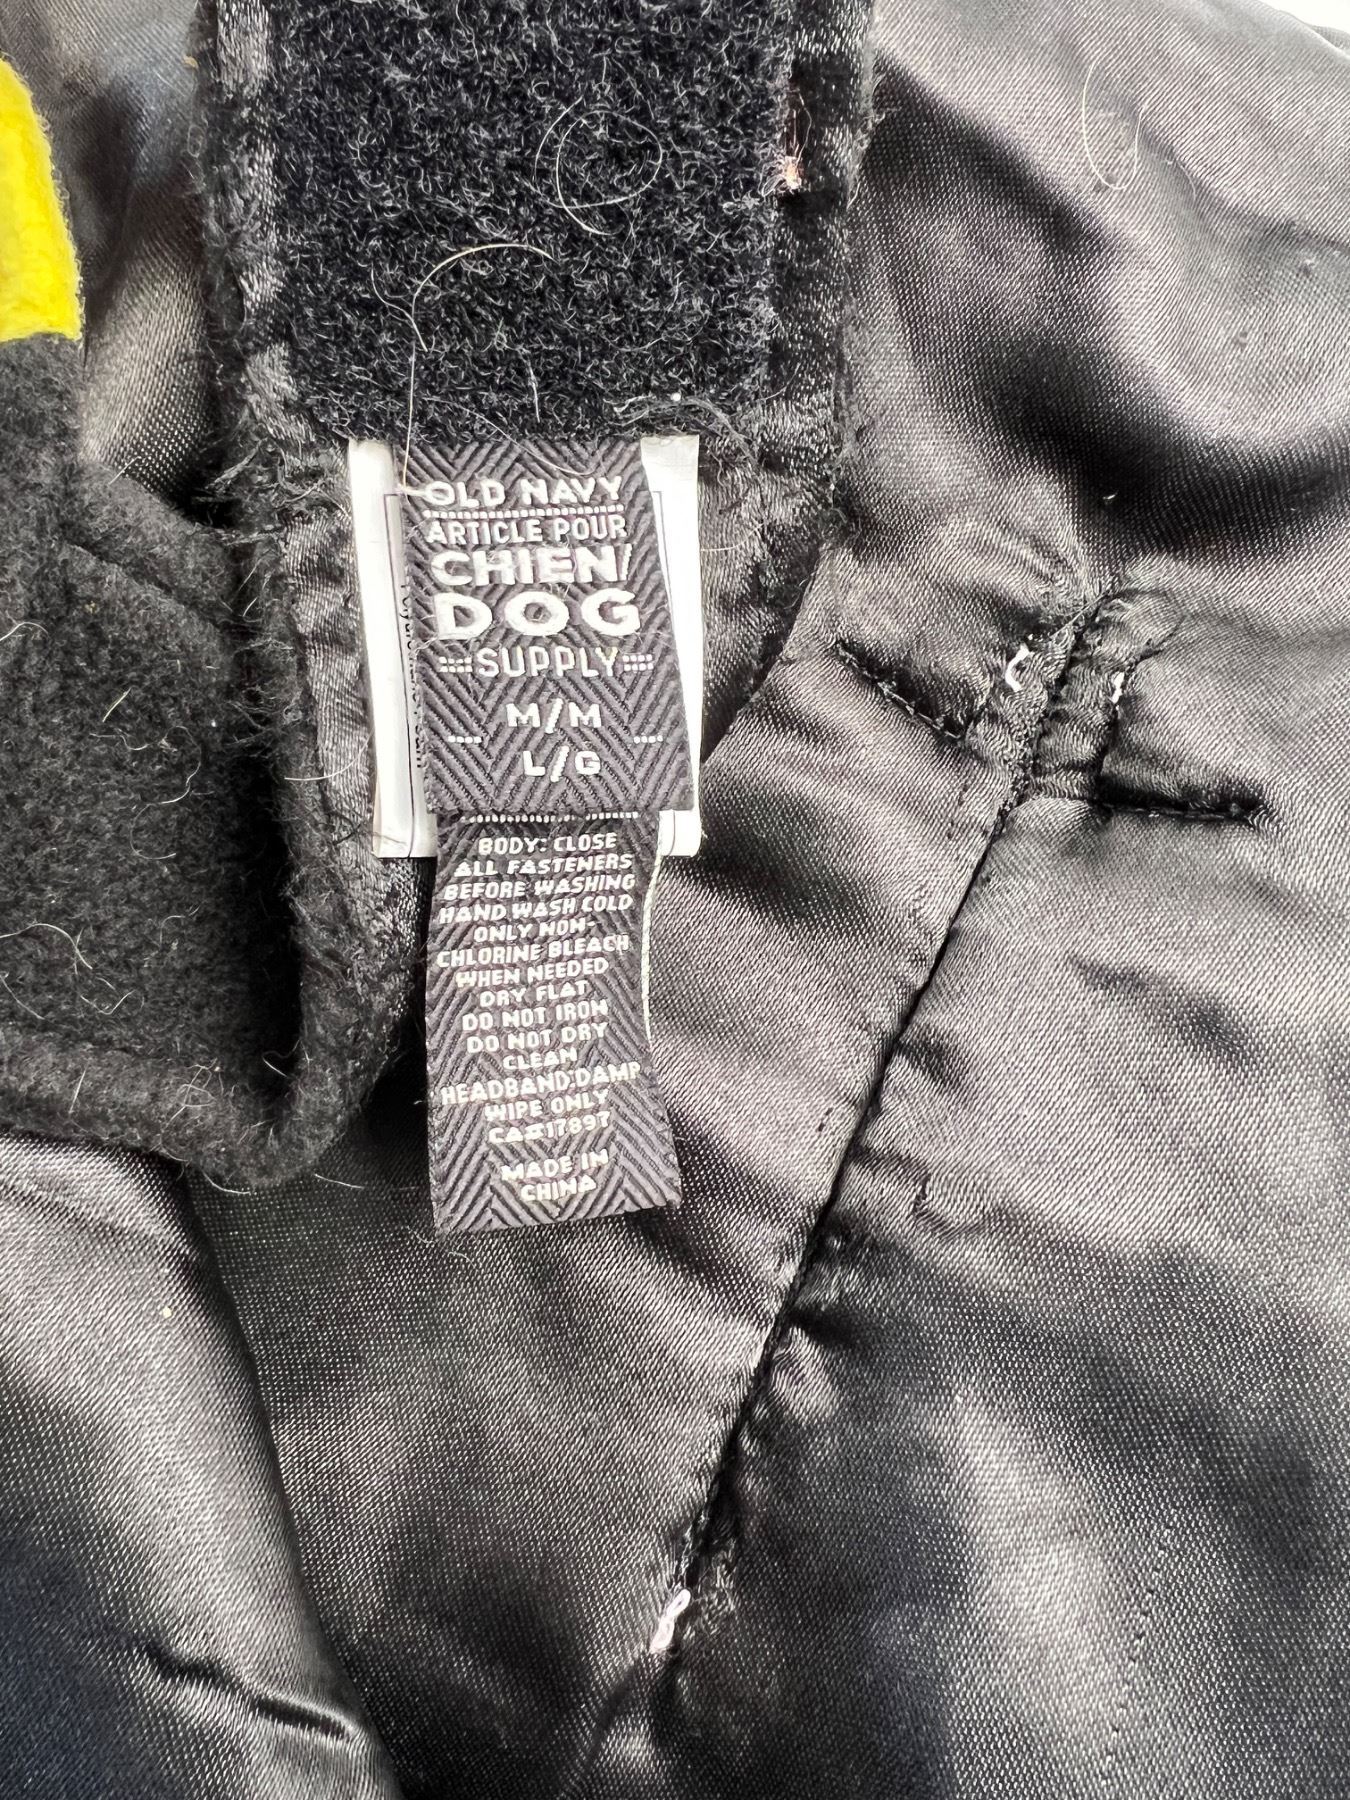 OLD NAVY
ARTICLE POUR
CHIEN/
DOG
SUPPLY
M/M
L/G
BODY: CLOSE
ALL FASTENERS
BEFORE WASHING
HAND WASH COLD
ONLY NON-
CHLORINE BLEACH
WHEN NEEDED
DRY FLAT
DO NOT IRON
DO NOT DRY
CLEAN
HEADBAND:DAMP
WIPE ONLY
CA#17897
MADE IN
CHINA